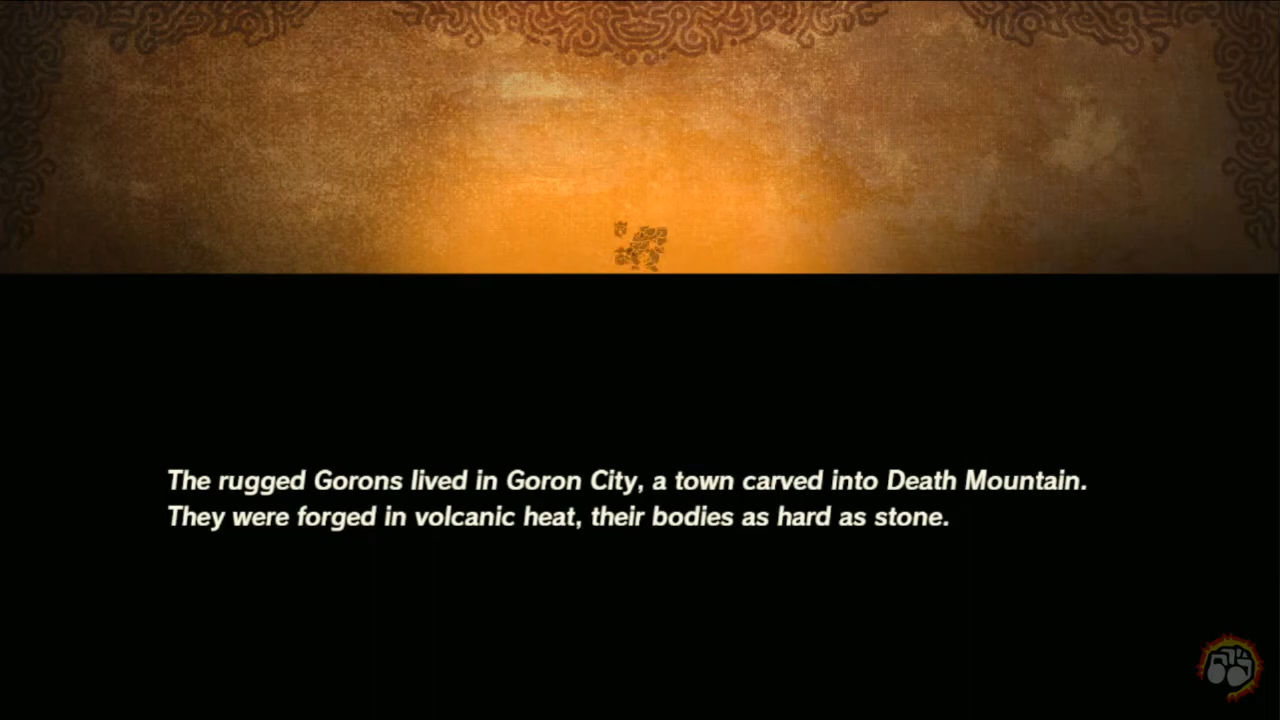 The rugged Gorons lived in Goron City, a town carved into Death Mountain.
They were forged in volcanic heat, their bodies as hard as stone.